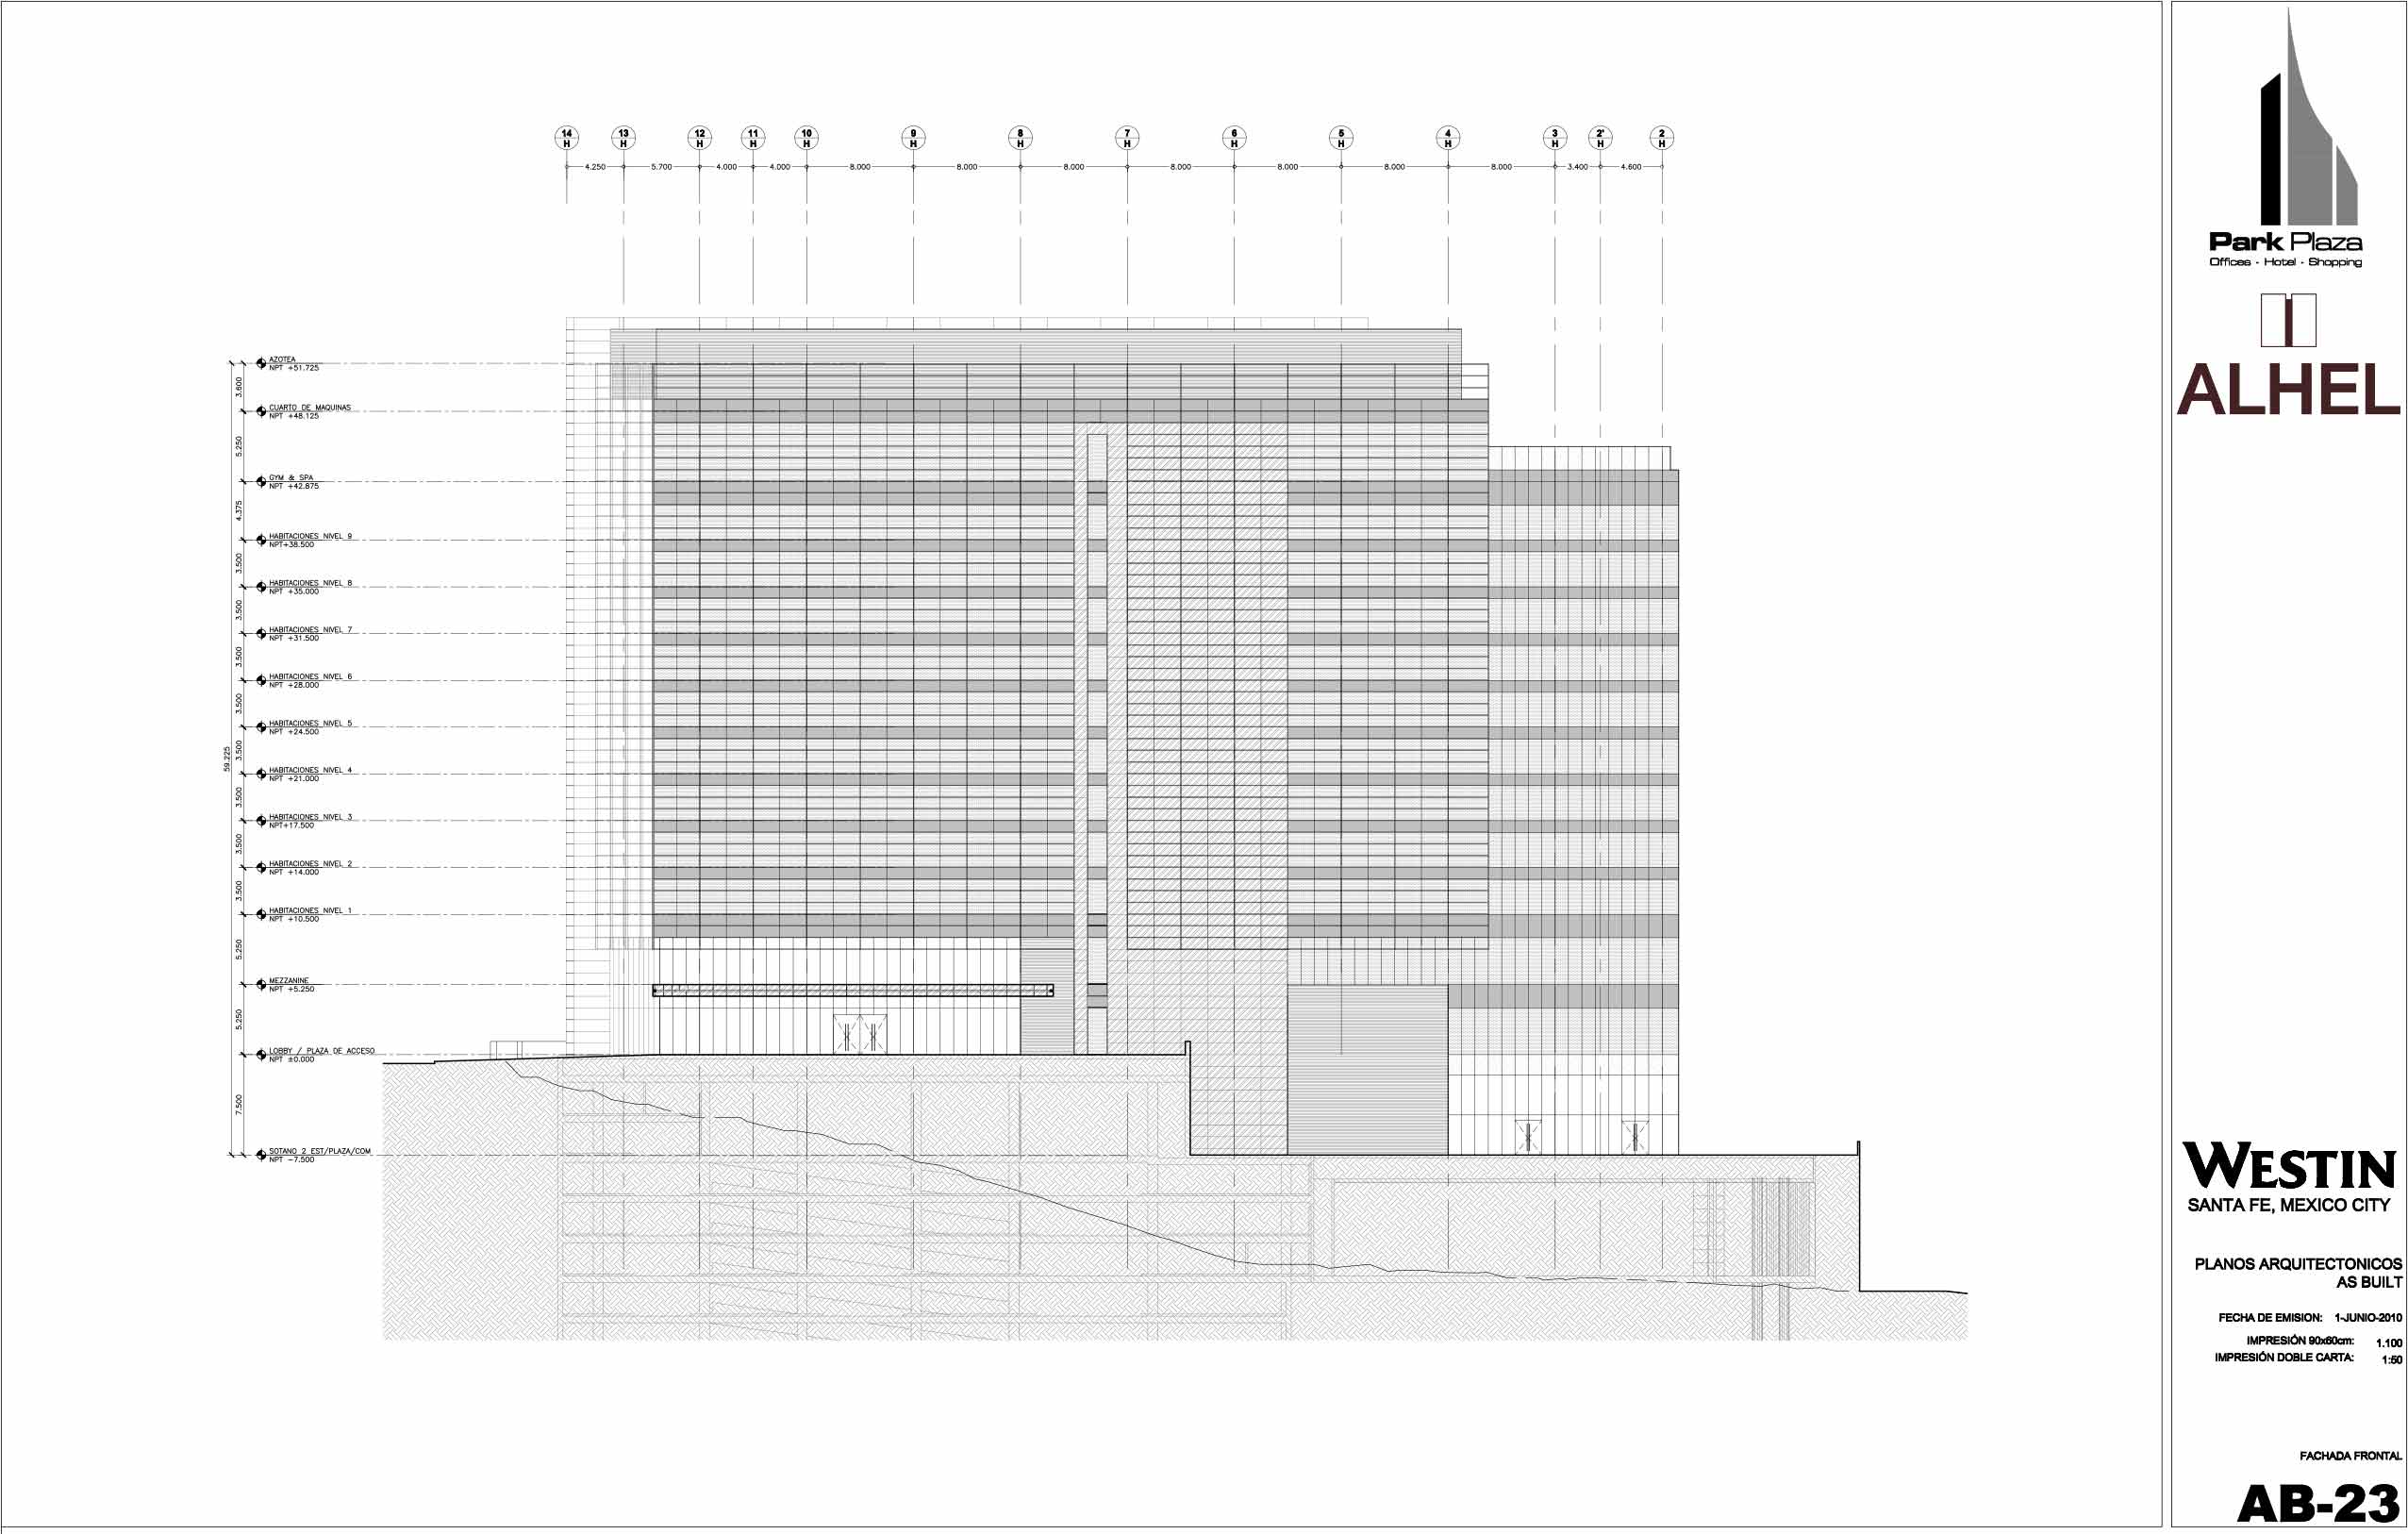 14 13 12 11 10 9 8 7 6 5 4 3 2' 2
H H H H H H H H H H H H H H
4.250 5.700 4.000 4.000 8.000 8.000 8.000 8.000 8.000 8.000 8.000 3.400 4.600
AZOTEA
NPT +51.725
3.600
CUARTO DE MAQUINAS
NPT +48.125
5.250
GYM & SPA
NPT +42.875
4.375
HABITACIONES NIVEL 9
NPT+38.500
3.500
HABITACIONES NIVEL 8
NPT +35.000
3.500
HABITACIONES NIVEL 7
NPT +31.500
3.500
HABITACIONES NIVEL 6
NPT +28.000
3.500
HABITACIONES NIVEL 5
NPT +24.500
3.500
59.225
HABITACIONES NIVEL 4
NPT +21.000
3.500
HABITACIONES NIVEL 3
NPT+17.500
3.500
HABITACIONES NIVEL 2
NPT +14.000
3.500
HABITACIONES NIVEL 1
NPT +10.500
5.250
MEZZANINE
NPT +5.250
5.250
LOBBY / PLAZA DE ACCESO
NPT ±0.000
7.500
SOTANO 2 EST/PLAZA/COM
NPT -7.500
Park Plaza
Offices - Hotel - Shopping
ALHEL
WESTIN
SANTA FE, MEXICO CITY
PLANOS ARQUITECTONICOS
AS BUILT
FECHA DE EMISION: 1-JUNIO-2010
IMPRESIÓN 90x60cm: 1.100
IMPRESIÓN DOBLE CARTA: 1:50
FACHADA FRONTAL
AB-23